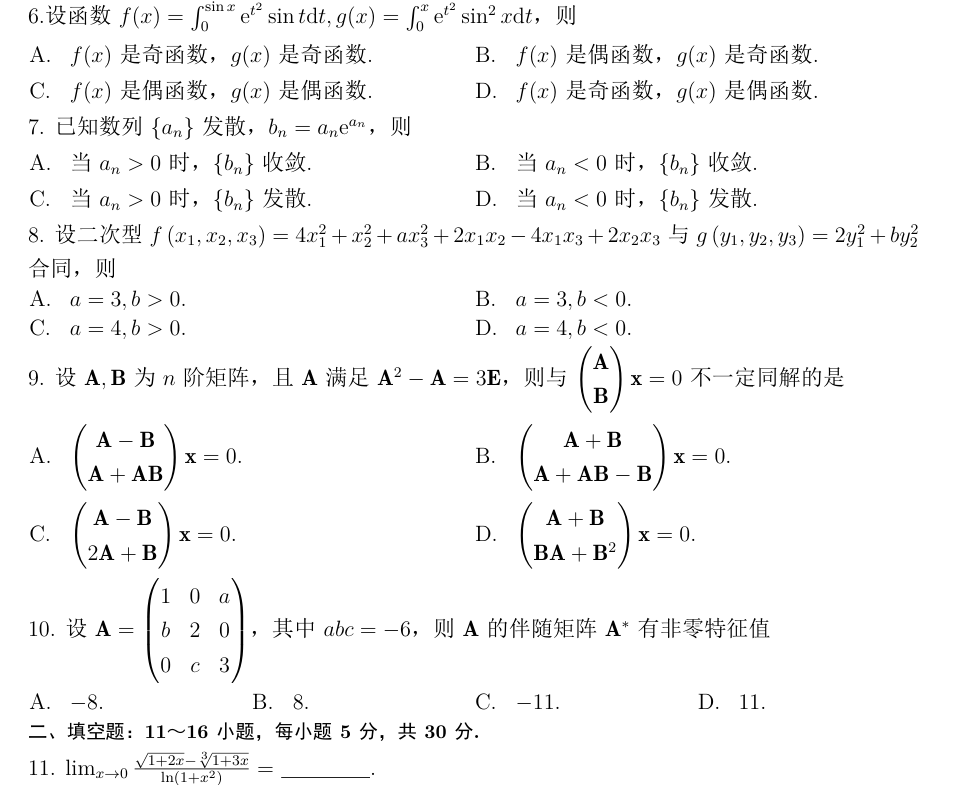 6.设函数 f(x) = ∫₀^{sin x} e^{t²} sin tdt, g(x) = ∫₀^x e^{t²} sin² xdt，则
A. f(x) 是奇函数，g(x) 是奇函数. B. f(x) 是偶函数，g(x) 是奇函数.
C. f(x) 是偶函数，g(x) 是偶函数. D. f(x) 是奇函数，g(x) 是偶函数.
7. 已知数列 {aₙ} 发散，bₙ = aₙe^{aₙ}，则
A. 当 aₙ > 0 时，{bₙ} 收敛. B. 当 aₙ < 0 时，{bₙ} 收敛.
C. 当 aₙ > 0 时，{bₙ} 发散. D. 当 aₙ < 0 时，{bₙ} 发散.
8. 设二次型 f (x₁, x₂, x₃) = 4x₁² + x₂² + ax₃² + 2x₁x₂ − 4x₁x₃ + 2x₂x₃ 与 g (y₁, y₂, y₃) = 2y₁² + by₂²
合同，则
A. a = 3, b > 0. B. a = 3, b < 0.
C. a = 4, b > 0. D. a = 4, b < 0.
9. 设 A, B 为 n 阶矩阵，且 A 满足 A² − A = 3E，则与 (A; B) x = 0 不一定同解的是
A. (A − B; A + AB) x = 0. B. (A + B; A + AB − B) x = 0.
C. (A − B; 2A + B) x = 0. D. (A + B; BA + B²) x = 0.
10. 设 A = (1 0 a; b 2 0; 0 c 3)，其中 abc = −6，则 A 的伴随矩阵 A* 有非零特征值
A. −8. B. 8. C. −11. D. 11.
二、填空题：11∼16 小题，每小题 5 分，共 30 分.
11. lim_{x→0} (√(1+2x) − ∛(1+3x)) / ln(1+x²) = ________.